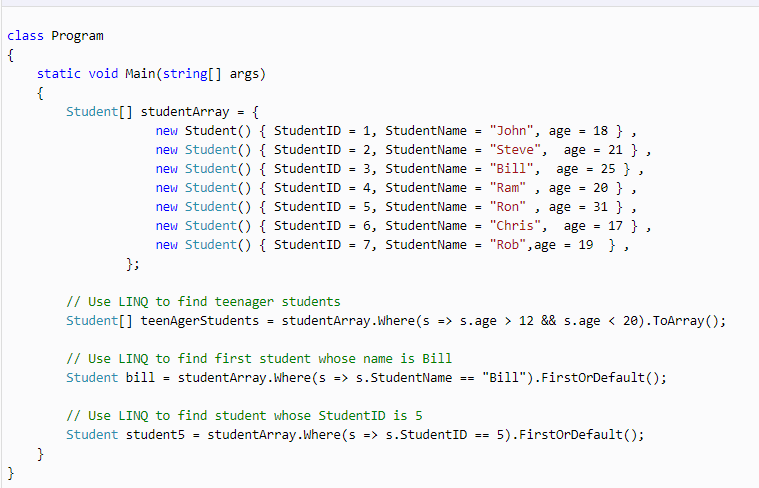 class Program
{
    static void Main(string[] args)
    {
        Student[] studentArray = {
                    new Student() { StudentID = 1, StudentName = "John", age = 18 } ,
                    new Student() { StudentID = 2, StudentName = "Steve",  age = 21 } ,
                    new Student() { StudentID = 3, StudentName = "Bill",  age = 25 } ,
                    new Student() { StudentID = 4, StudentName = "Ram" , age = 20 } ,
                    new Student() { StudentID = 5, StudentName = "Ron" , age = 31 } ,
                    new Student() { StudentID = 6, StudentName = "Chris",  age = 17 } ,
                    new Student() { StudentID = 7, StudentName = "Rob",age = 19  } ,
                };

        // Use LINQ to find teenager students
        Student[] teenAgerStudents = studentArray.Where(s => s.age > 12 && s.age < 20).ToArray();

        // Use LINQ to find first student whose name is Bill
        Student bill = studentArray.Where(s => s.StudentName == "Bill").FirstOrDefault();

        // Use LINQ to find student whose StudentID is 5
        Student student5 = studentArray.Where(s => s.StudentID == 5).FirstOrDefault();
    }
}